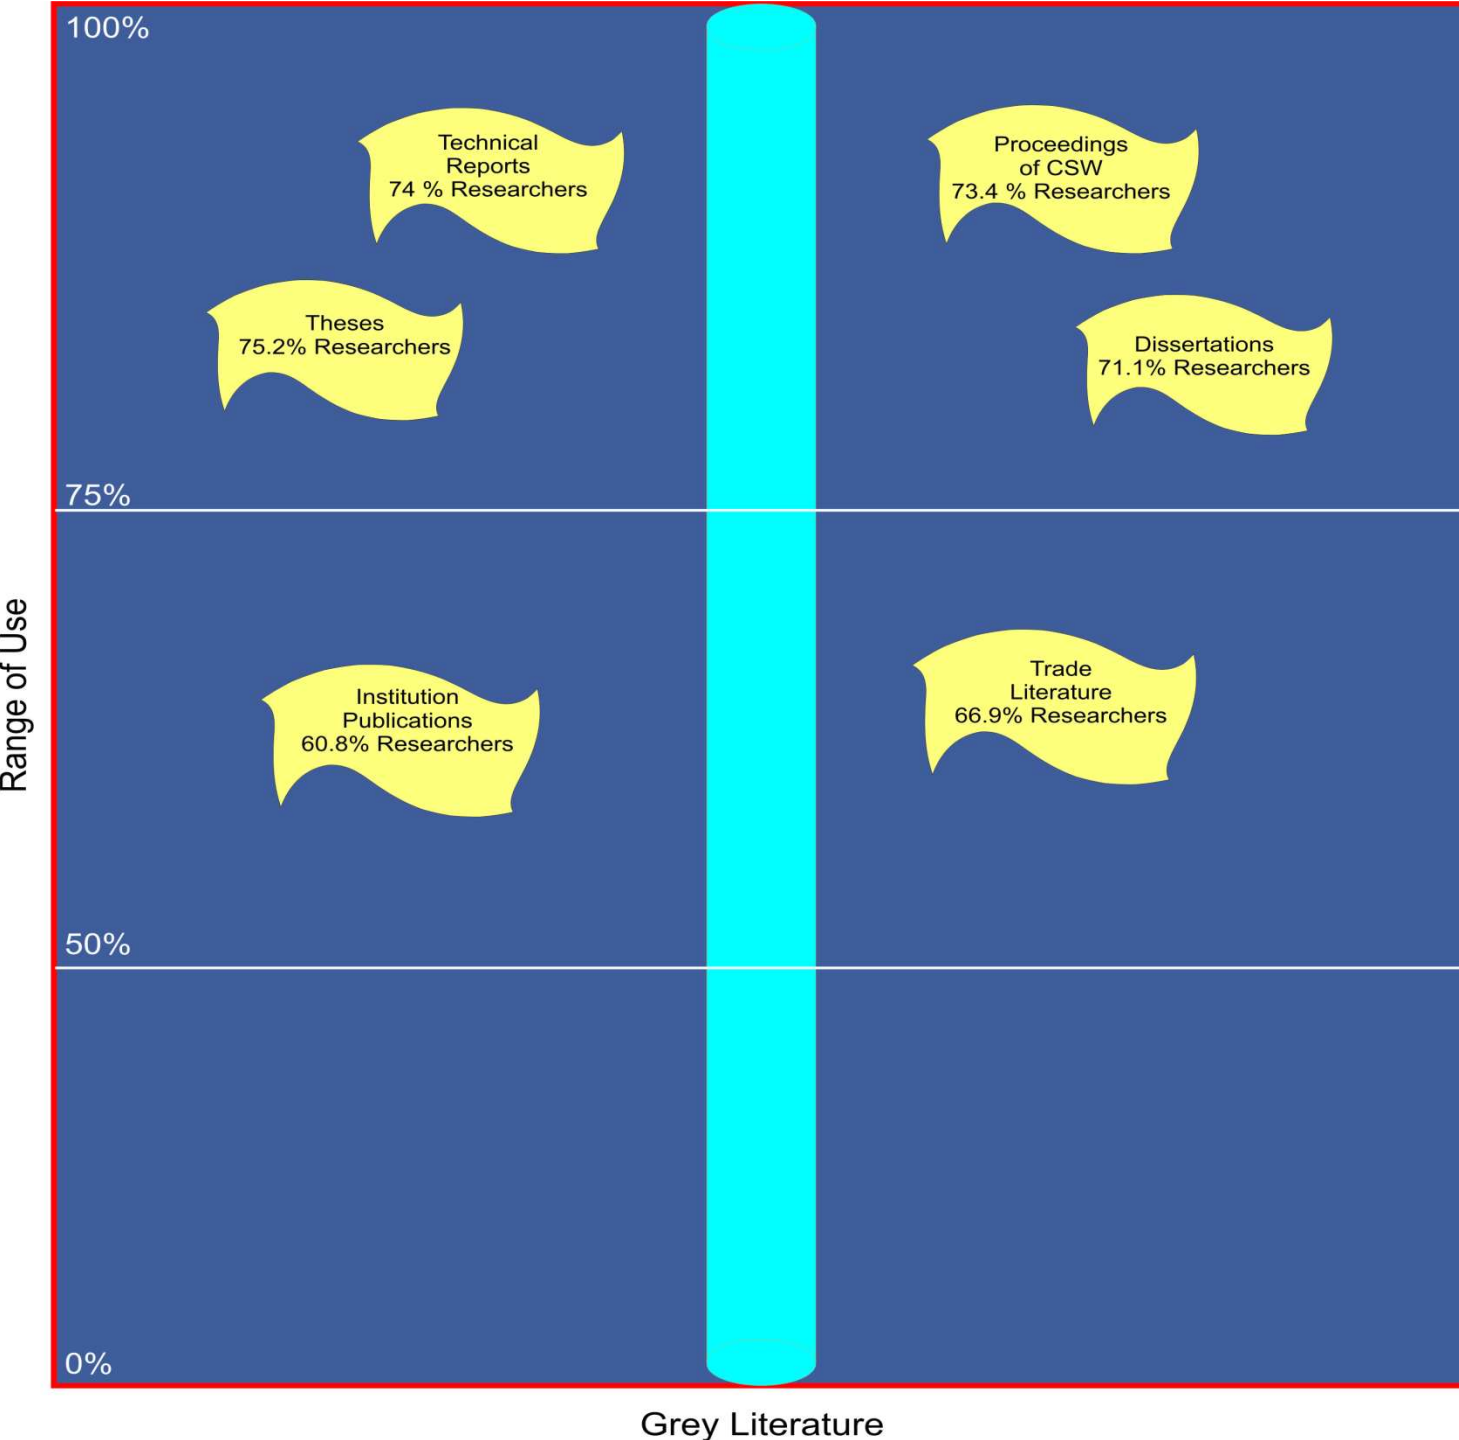 100%
Technical
Reports
74 % Researchers
Proceedings
of CSW
73.4 % Researchers
Theses
75.2% Researchers
Dissertations
71.1% Researchers
75%
Range of Use
Institution
Publications
60.8% Researchers
Trade
Literature
66.9% Researchers
50%
0%
Grey Literature